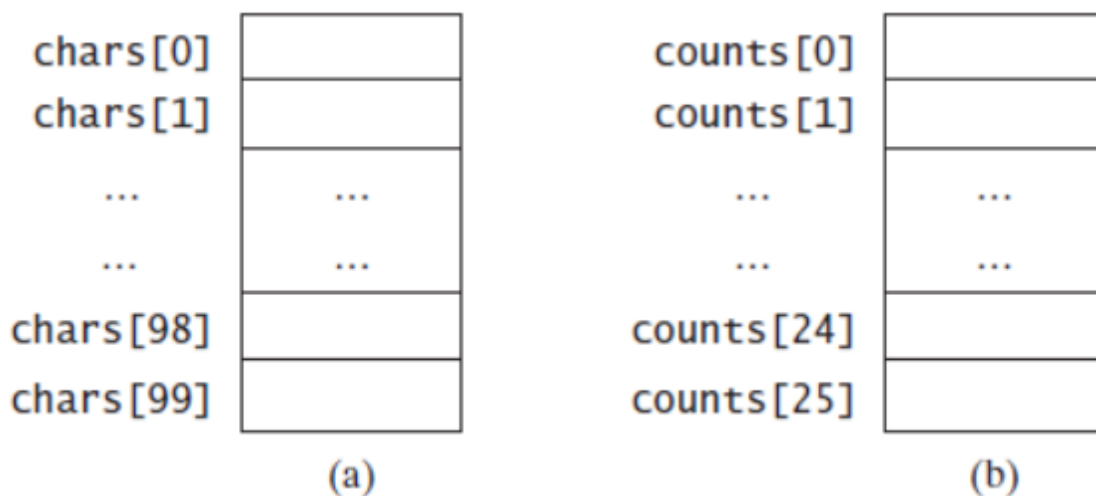 chars[0] counts[0]
chars[1] counts[1]
... ... ... ...
... ... ... ...
chars[98] counts[24]
chars[99] counts[25]
(a) (b)